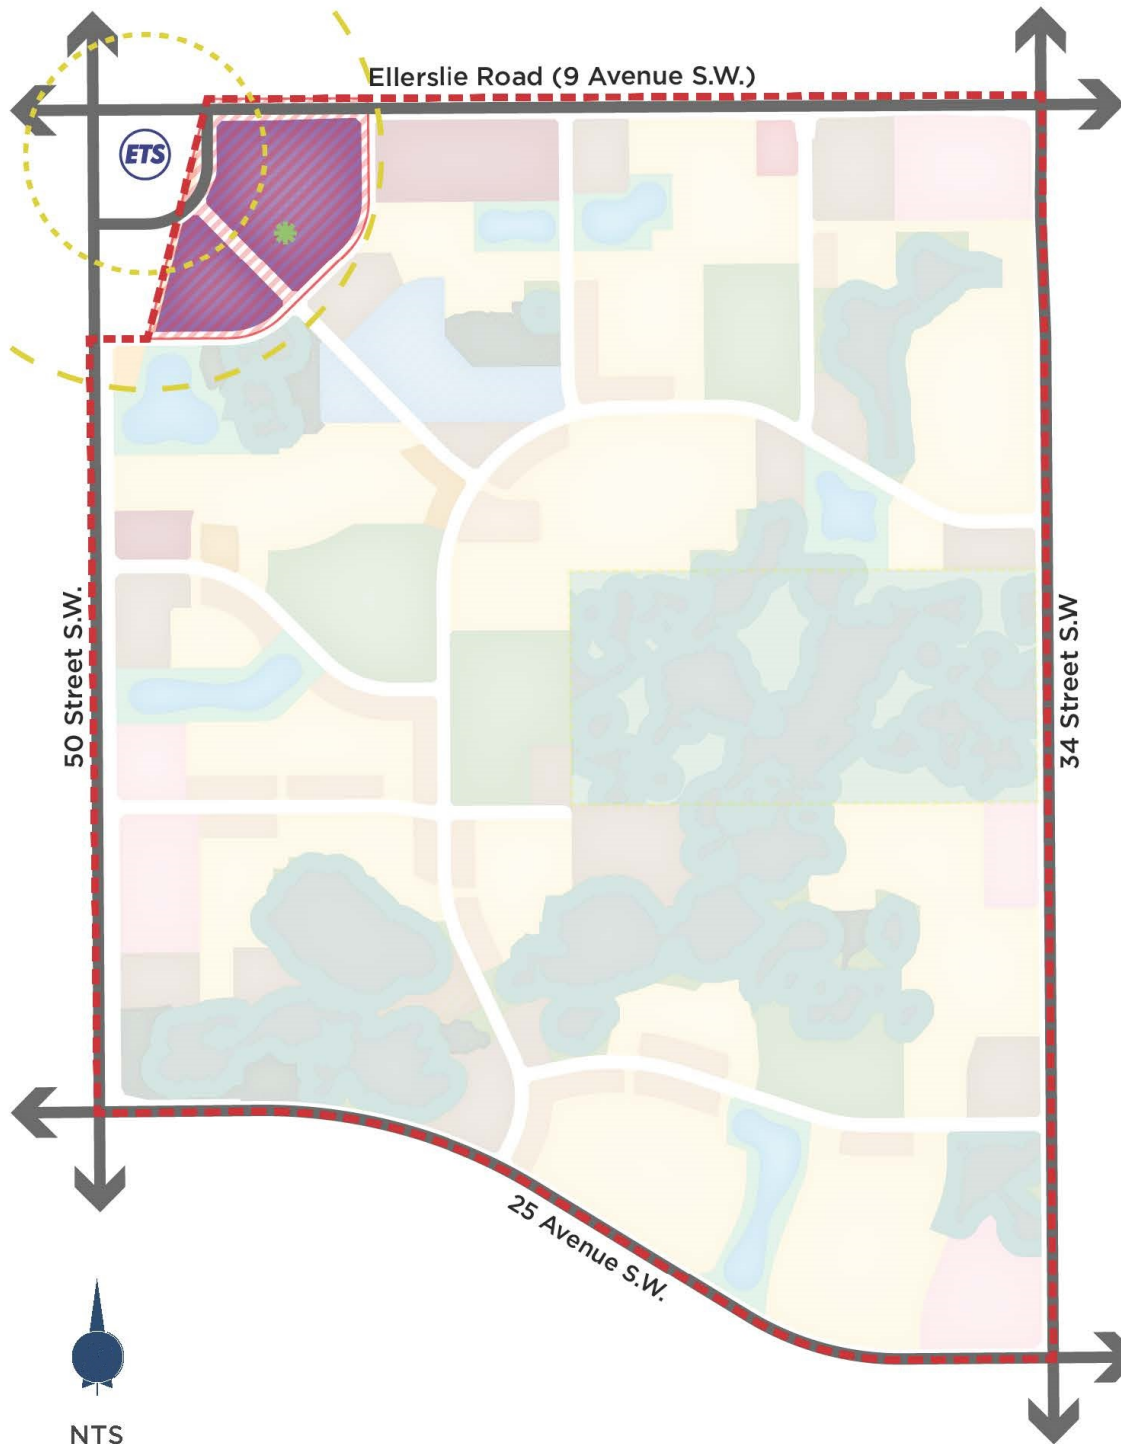 Ellerslie Road (9 Avenue S.W.)
ETS
50 Street S.W.
34 Street S.W
25 Avenue S.W.
NTS